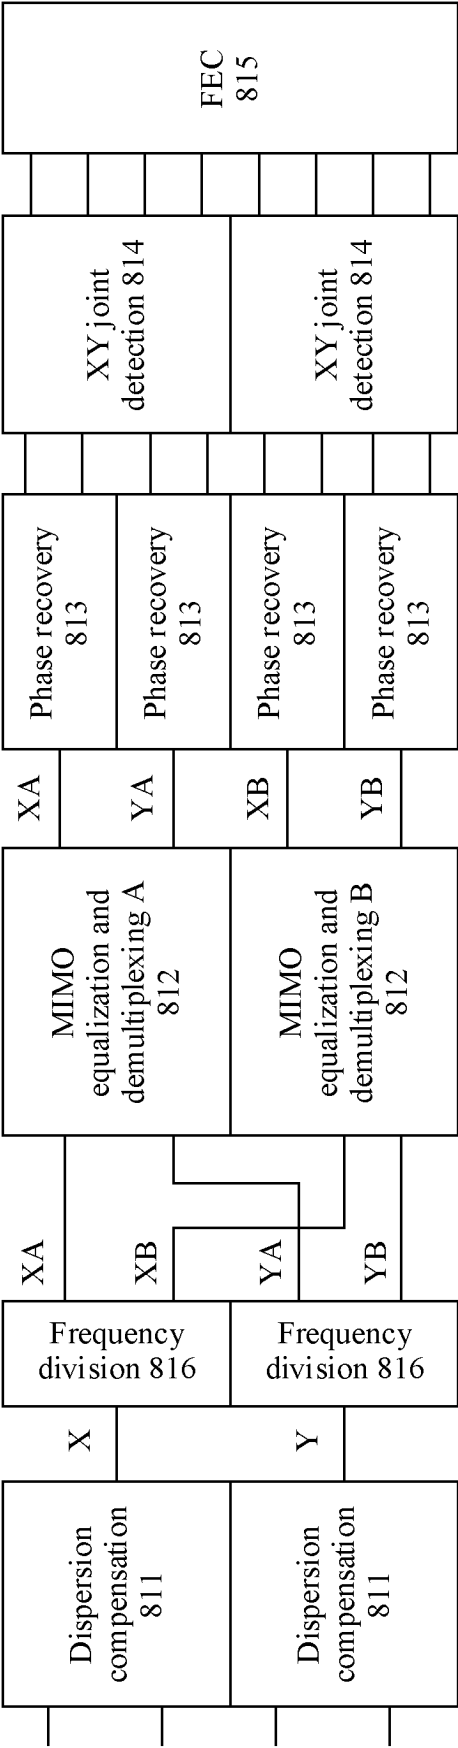 FEC
815
XY joint
detection 814
XY joint
detection 814
Phase recovery
813
Phase recovery
813
Phase recovery
813
Phase recovery
813
XA
YA
XB
YB
MIMO
equalization and
demultiplexing A
812
MIMO
equalization and
demultiplexing B
812
XA
XB
YA
YB
Frequency
division 816
Frequency
division 816
X
Y
Dispersion
compensation
811
Dispersion
compensation
811